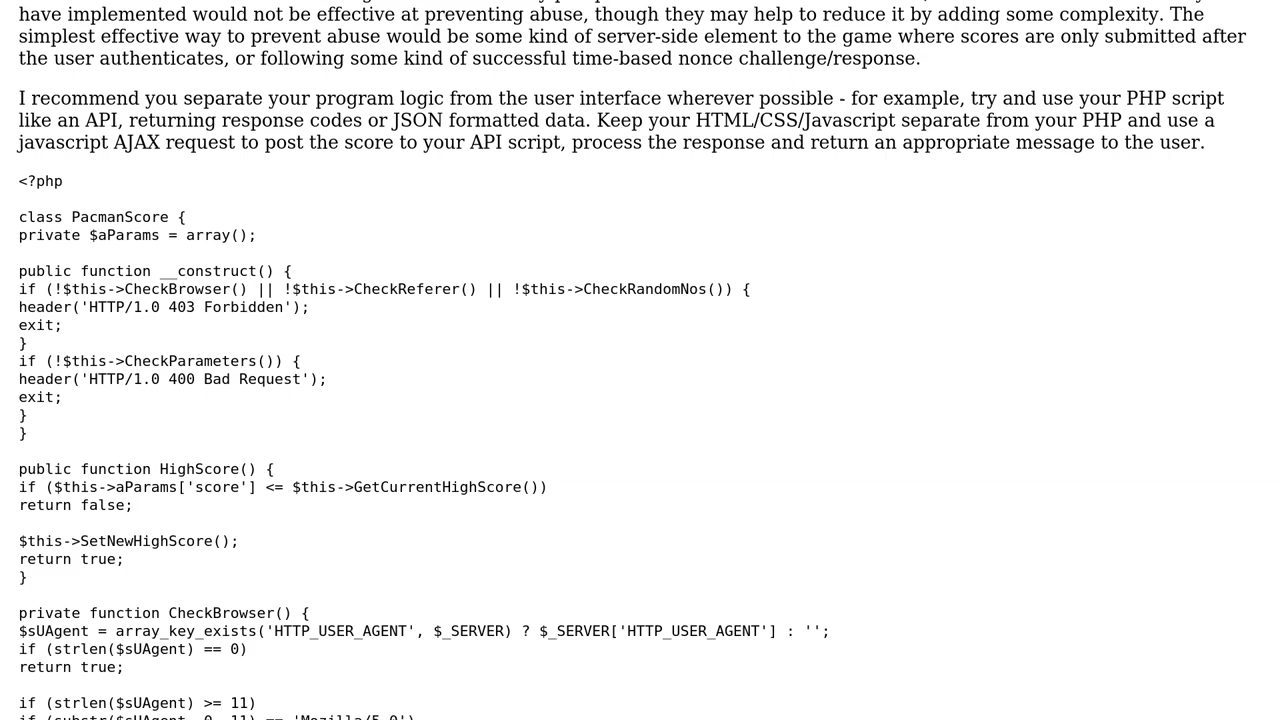 have implemented would not be effective at preventing abuse, though they may help to reduce it by adding some complexity. The
simplest effective way to prevent abuse would be some kind of server-side element to the game where scores are only submitted after
the user authenticates, or following some kind of successful time-based nonce challenge/response.
I recommend you separate your program logic from the user interface wherever possible - for example, try and use your PHP script
like an API, returning response codes or JSON formatted data. Keep your HTML/CSS/Javascript separate from your PHP and use a
javascript AJAX request to post the score to your API script, process the response and return an appropriate message to the user.
<?php
class PacmanScore {
private $aParams = array();
public function __construct() {
if (!$this->CheckBrowser() || !$this->CheckReferer() || !$this->CheckRandomNos()) {
header('HTTP/1.0 403 Forbidden');
exit;
}
if (!$this->CheckParameters()) {
header('HTTP/1.0 400 Bad Request');
exit;
}
}
public function HighScore() {
if ($this->aParams['score'] <= $this->GetCurrentHighScore())
return false;
$this->SetNewHighScore();
return true;
}
private function CheckBrowser() {
$sUAgent = array_key_exists('HTTP_USER_AGENT', $_SERVER) ? $_SERVER['HTTP_USER_AGENT'] : '';
if (strlen($sUAgent) == 0)
return true;
if (strlen($sUAgent) >= 11)
if (substr($sUAgent, 0, 11) == 'Mozilla/5.0')